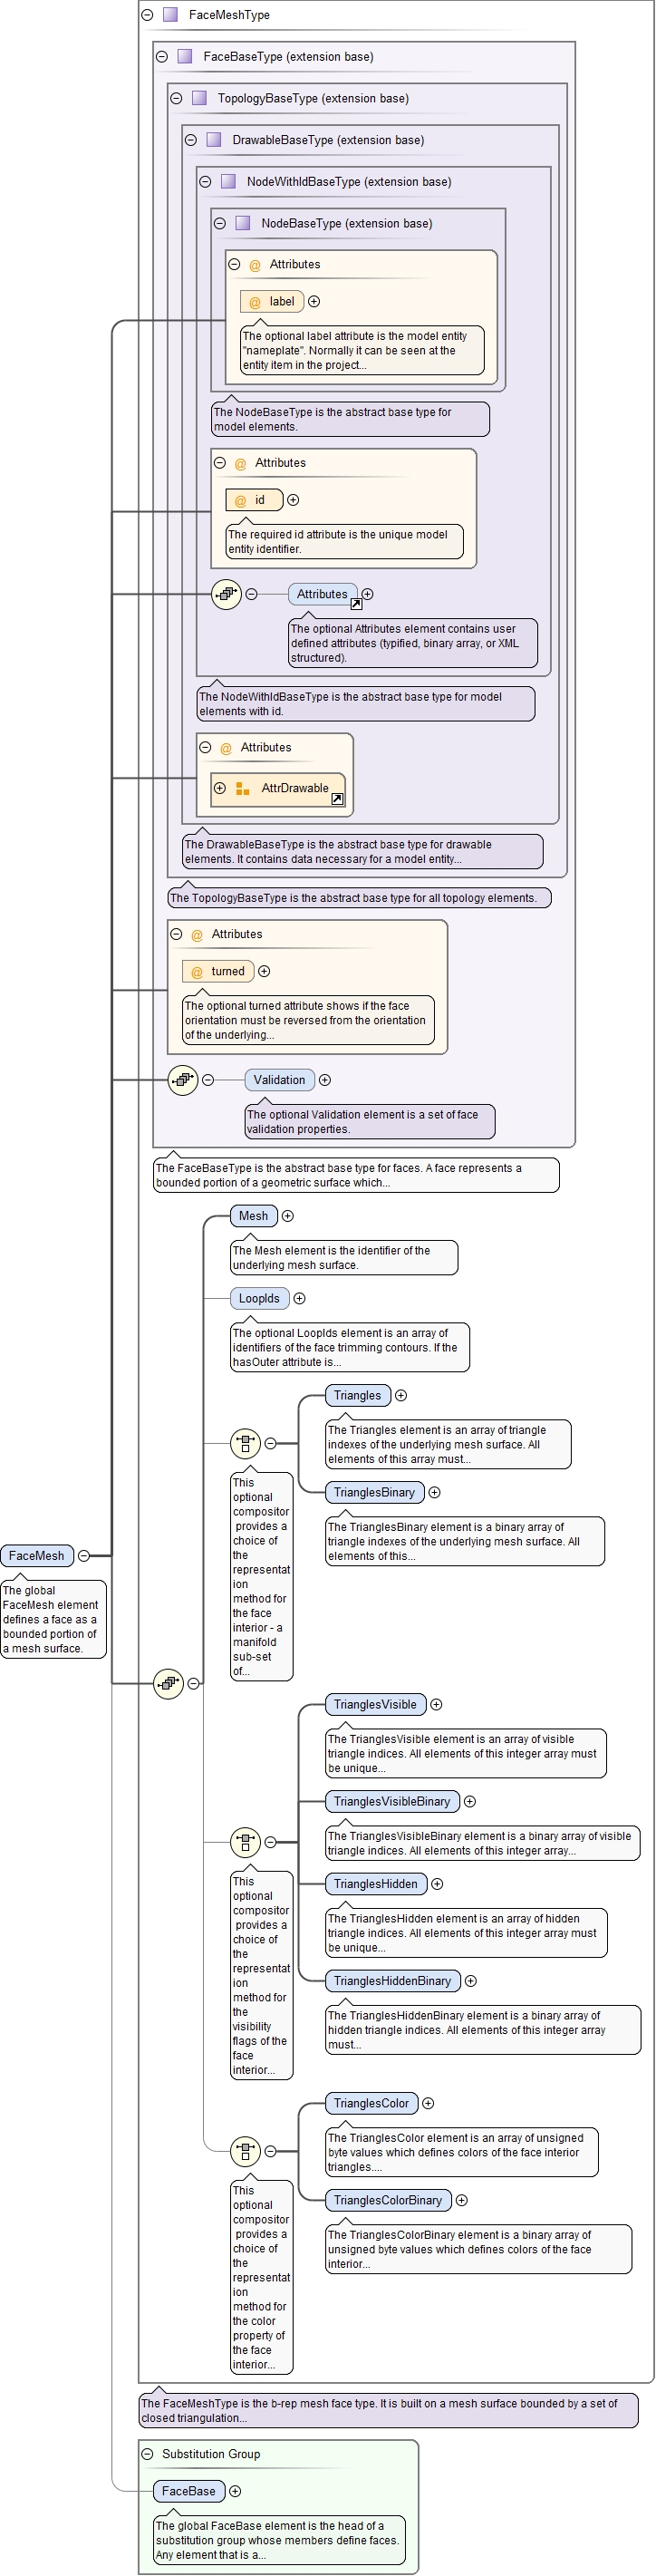 FaceMeshType
FaceBaseType (extension base)
TopologyBaseType (extension base)
DrawableBaseType (extension base)
NodeWithIdBaseType (extension base)
NodeBaseType (extension base)
@ Attributes
@ label
The optional label attribute is the model entity
"nameplate". Normally it can be seen at the
entity item in the project...
The NodeBaseType is the abstract base type for
model elements.
@ Attributes
@ id
The required id attribute is the unique model
entity identifier.
Attributes
The optional Attributes element contains user
defined attributes (typified, binary array, or XML
structured).
The NodeWithIdBaseType is the abstract base type for model
elements with id.
@ Attributes
AttrDrawable
The DrawableBaseType is the abstract base type for drawable
elements. It contains data necessary for a model entity...
The TopologyBaseType is the abstract base type for all topology elements.
@ Attributes
@ turned
The optional turned attribute shows if the face
orientation must be reversed from the orientation
of the underlying...
Validation
The optional Validation element is a set of face
validation properties.
The FaceBaseType is the abstract base type for faces. A face represents a
bounded portion of a geometric surface which...
Mesh
The Mesh element is the identifier of the
underlying mesh surface.
LoopIds
The optional LoopIds element is an array of
identifiers of the face trimming contours. If the
hasOuter attribute is...
Triangles
The Triangles element is an array of triangle
indexes of the underlying mesh surface. All
elements of this array must...
TrianglesBinary
The TrianglesBinary element is a binary array of
triangle indexes of the underlying mesh surface. All
elements of this...
This
optional
compositor
provides a
choice of
the
representat
ion
method for
the face
interior - a
manifold
sub-set
of...
FaceMesh
The global
FaceMesh element
defines a face as a
bounded portion of
a mesh surface.
TrianglesVisible
The TrianglesVisible element is an array of visible
triangle indices. All elements of this integer array must
be unique...
TrianglesVisibleBinary
The TrianglesVisibleBinary element is a binary array of visible
triangle indices. All elements of this integer array...
TrianglesHidden
The TrianglesHidden element is an array of hidden
triangle indices. All elements of this integer array must
be unique...
TrianglesHiddenBinary
The TrianglesHiddenBinary element is a binary array of
hidden triangle indices. All elements of this integer array
must...
This
optional
compositor
provides a
choice of
the
representat
ion
method for
the
visibility
flags of the
face
interior...
TrianglesColor
The TrianglesColor element is an array of unsigned
byte values which defines colors of the face interior
triangles....
TrianglesColorBinary
The TrianglesColorBinary element is a binary array of
unsigned byte values which defines colors of the face
interior...
This
optional
compositor
provides a
choice of
the
representat
ion
method for
the color
property of
the face
interior...
The FaceMeshType is the b-rep mesh face type. It is built on a mesh surface bounded by a set of
closed triangulation...
Substitution Group
FaceBase
The global FaceBase element is the head of a
substitution group whose members define faces.
Any element that is a...